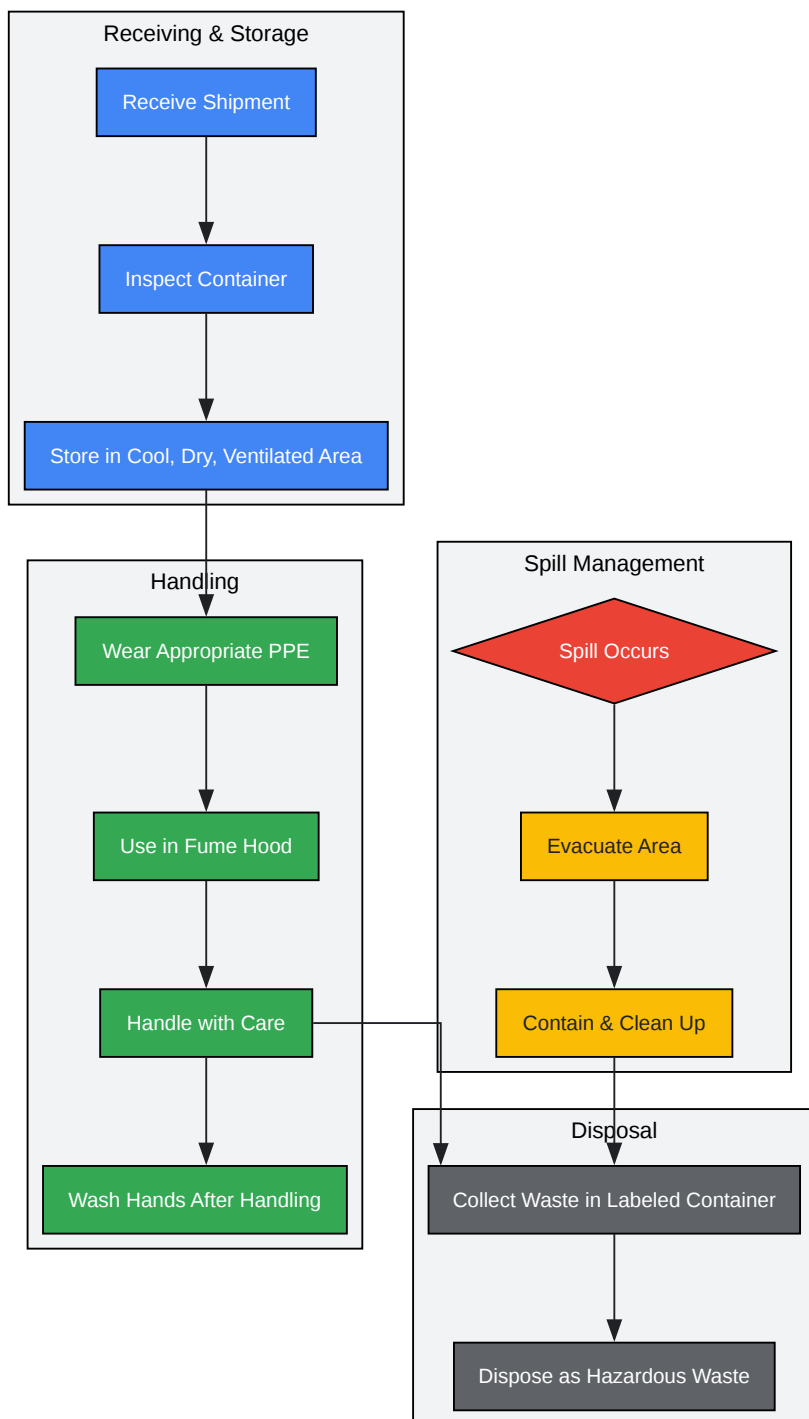 Receiving & Storage
Receive Shipment
Inspect Container
Store in Cool, Dry, Ventilated Area
Handling
Wear Appropriate PPE
Use in Fume Hood
Handle with Care
Wash Hands After Handling
Spill Management
Spill Occurs
Evacuate Area
Contain & Clean Up
Disposal
Collect Waste in Labeled Container
Dispose as Hazardous Waste